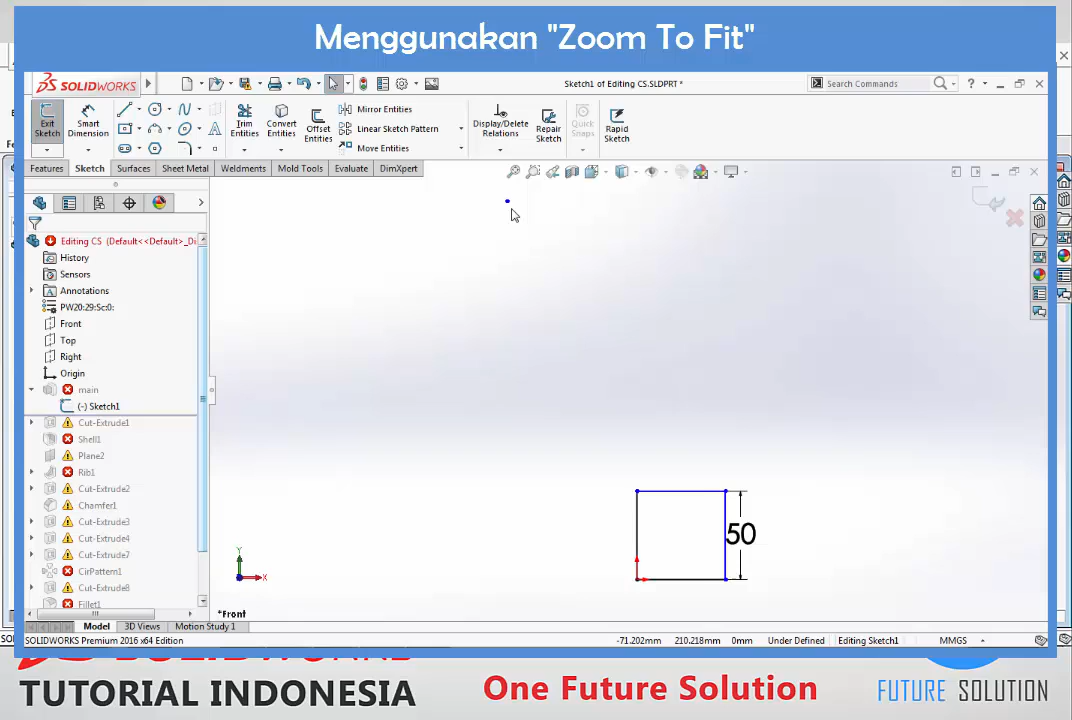 Menggunakan "Zoom To Fit"
SOLIDWORKS
Sketch1 of Editing CS.SLDPRT *
Search Commands
?
Exit Sketch
Smart Dimension
Trim Entities
Convert Entities
Offset Entities
Mirror Entities
Linear Sketch Pattern
Move Entities
Display/Delete Relations
Repair Sketch
Quick Snaps
Rapid Sketch
Features
Sketch
Surfaces
Sheet Metal
Weldments
Mold Tools
Evaluate
DimXpert
Editing CS (Default<<Default>_Di
History
Sensors
Annotations
PW20:29:Sc:0:
Front
Top
Right
Origin
main
(-) Sketch1
Cut-Extrude1
Shell1
Plane2
Rib1
Cut-Extrude2
Chamfer1
Cut-Extrude3
Cut-Extrude4
Cut-Extrude7
CirPattern1
Cut-Extrude8
Fillet1
50
Y
X
*Front
Model
3D Views
Motion Study 1
SOLIDWORKS Premium 2016 x64 Edition
-71.202mm
210.218mm
0mm
Under Defined
Editing Sketch1
MMGS
TUTORIAL INDONESIA
One Future Solution
FUTURE SOLUTION